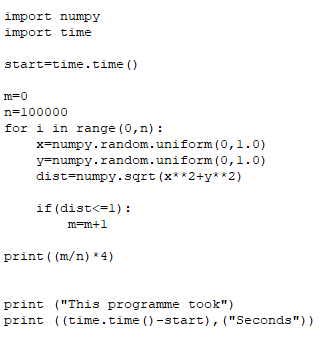 import numpy
import time
start=time.time()
m=0
n=100000
for i in range(0,n):
    x=numpy.random.uniform(0,1.0)
    y=numpy.random.uniform(0,1.0)
    dist=numpy.sqrt(x**2+y**2)
    if(dist<=1):
        m=m+1
print((m/n)*4)
print ("This programme took")
print ((time.time()-start),("Seconds"))